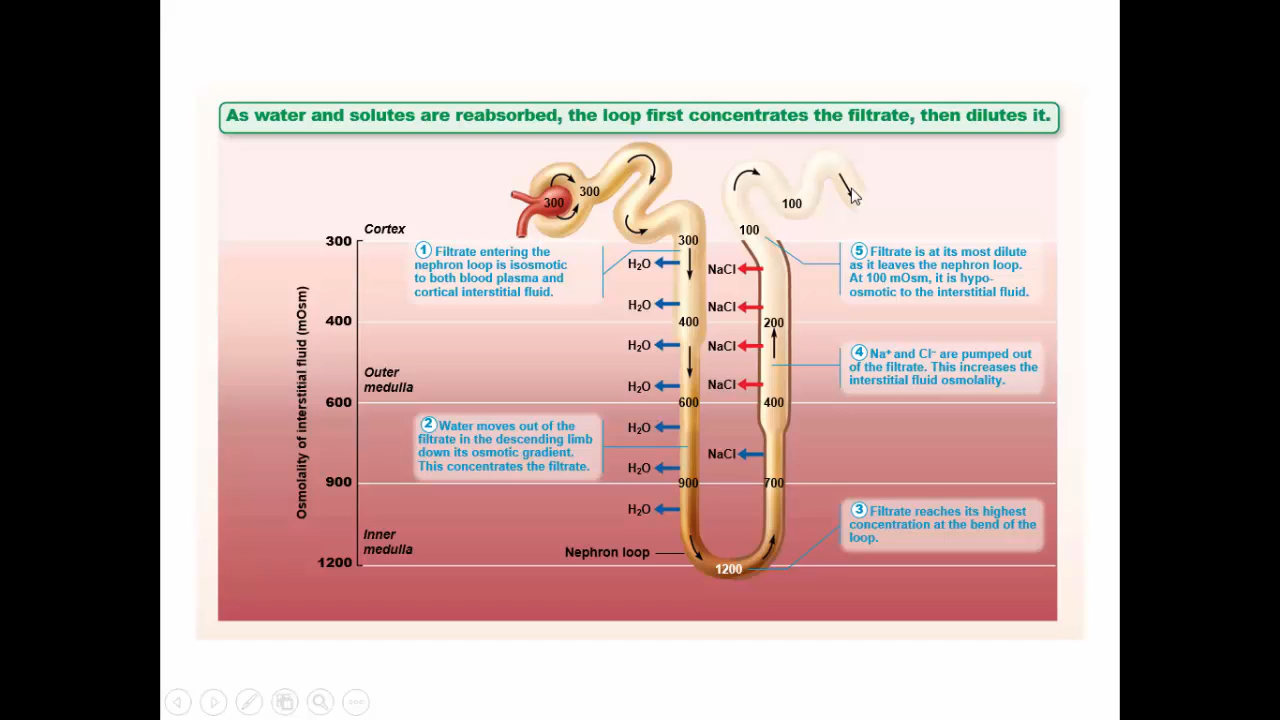 As water and solutes are reabsorbed, the loop first concentrates the filtrate, then dilutes it.
300
300
100
Cortex
300
300
100
1 Filtrate entering the
nephron loop is isosmotic
to both blood plasma and
cortical interstitial fluid.
H₂O
NaCl
5 Filtrate is at its most dilute
as it leaves the nephron loop.
At 100 mOsm, it is hypo-
osmotic to the interstitial fluid.
H₂O
NaCl
400
400
200
H₂O
NaCl
4 Na⁺ and Cl⁻ are pumped out
of the filtrate. This increases the
interstitial fluid osmolality.
Outer
medulla
H₂O
NaCl
600
600
400
Osmolality of interstitial fluid (mOsm)
2 Water moves out of the
filtrate in the descending limb
down its osmotic gradient.
This concentrates the filtrate.
H₂O
NaCl
H₂O
900
900
700
H₂O
3 Filtrate reaches its highest
concentration at the bend of the
loop.
Inner
medulla
Nephron loop
1200
1200